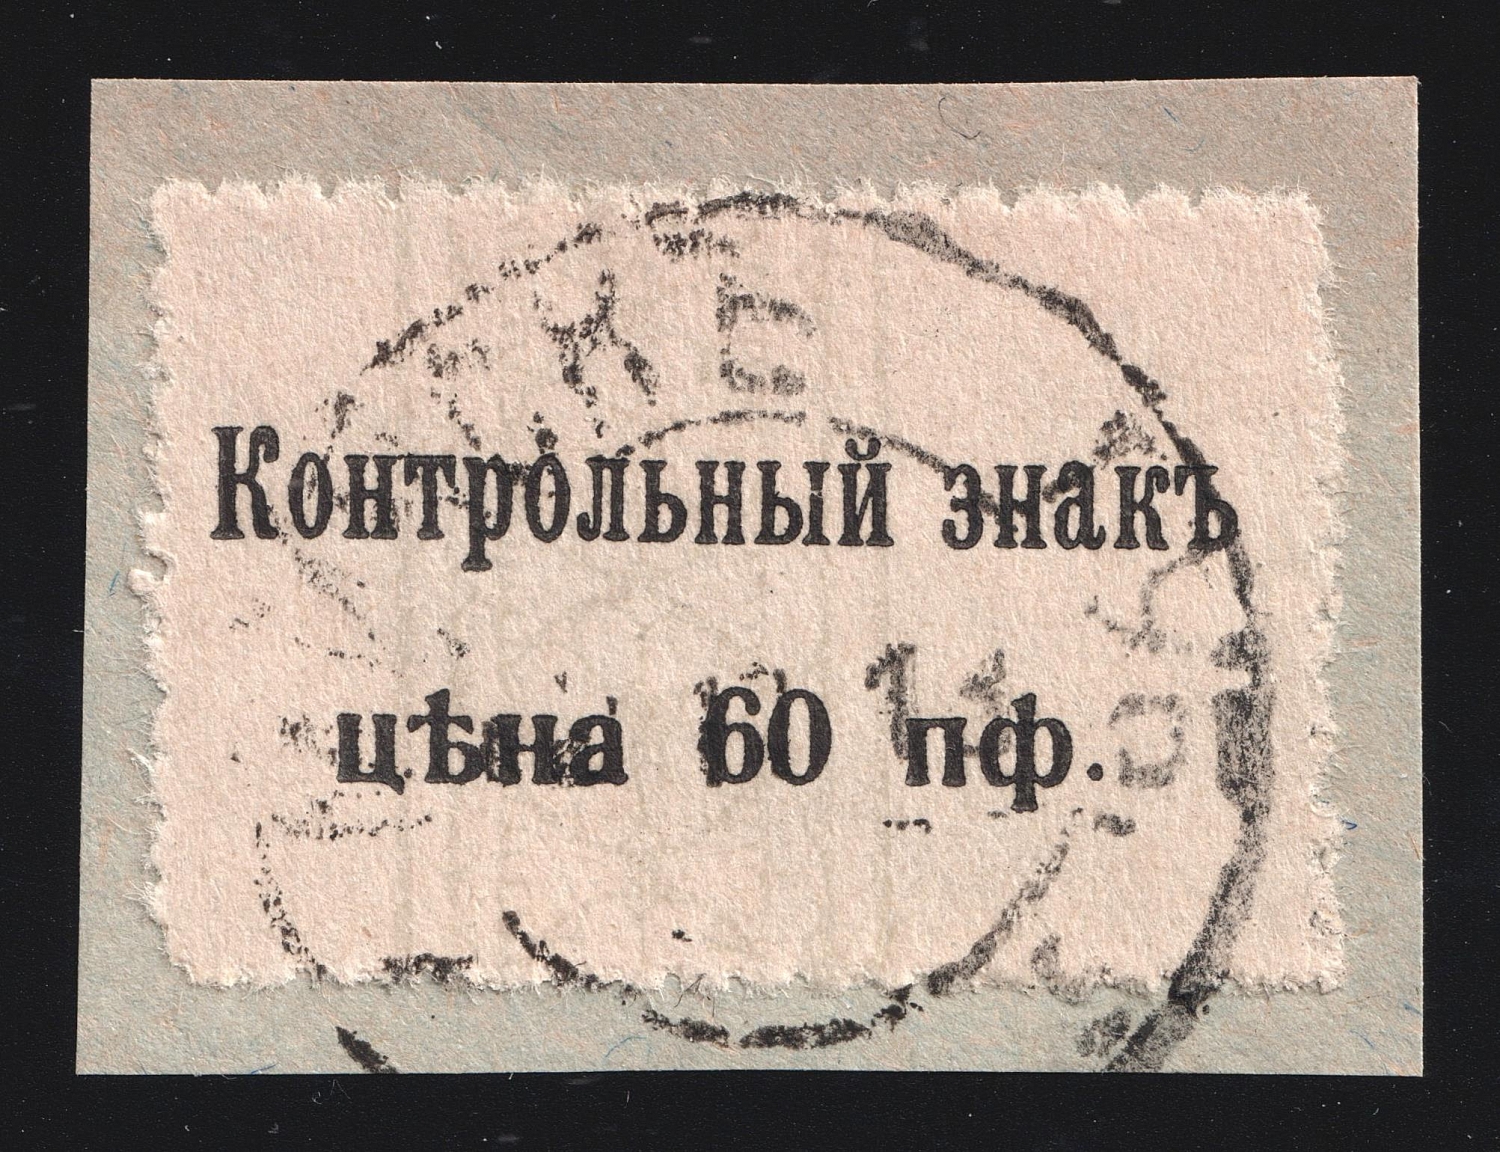 Контрольный знакъ
цѣна 60 пф.